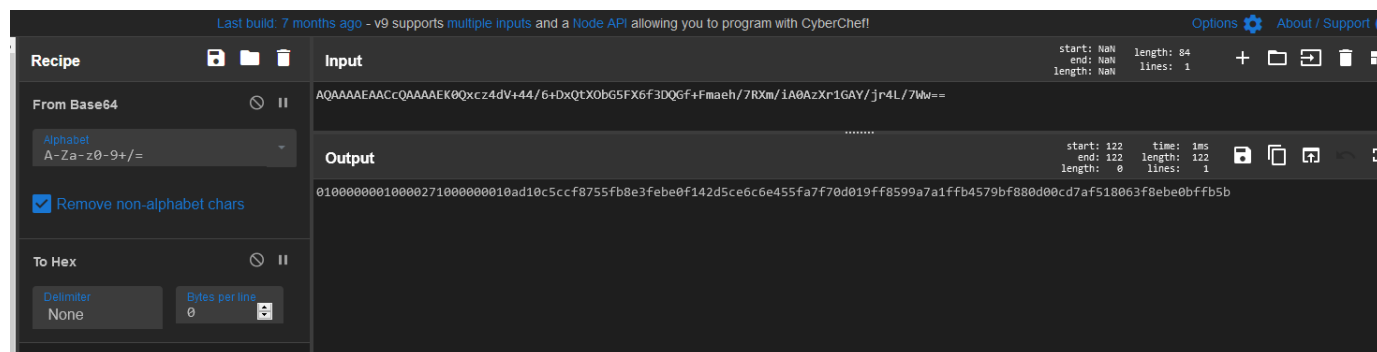 Last build: 7 months ago - v9 supports multiple inputs and a Node API allowing you to program with CyberChef!
Options
About / Support
Recipe
From Base64
Alphabet
A-Za-z0-9+/=
Remove non-alphabet chars
To Hex
Delimiter
None
Bytes per line
0
Input
start: NaN
end: NaN
length: NaN
length: 84
lines: 1
AQAAAAEAACcQAAAAEK0Qxcz4dV+44/6+DxQtXObG5FX6f3DQGf+Fmaeh/7RXm/iA0AzXr1GAY/jr4L/7Ww==
Output
start: 122
end: 122
length: 0
time: 1ms
length: 122
lines: 1
01000000010000271000000010ad10c5ccf8755fb8e3febe0f142d5ce6c6e455fa7f70d019ff8599a7a1ffb4579bf880d00cd7af518063f8ebe0bffb5b